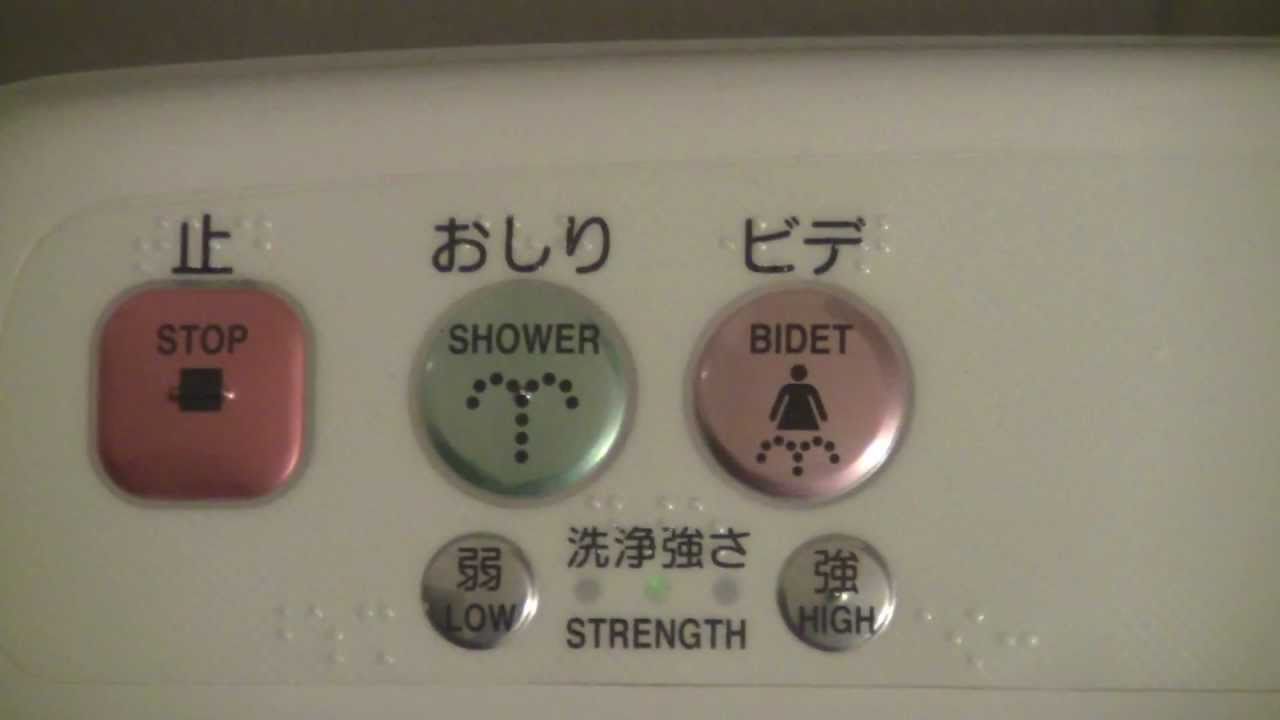 止
STOP
おしり
SHOWER
ビデ
BIDET
弱
LOW
洗浄強さ
STRENGTH
強
HIGH